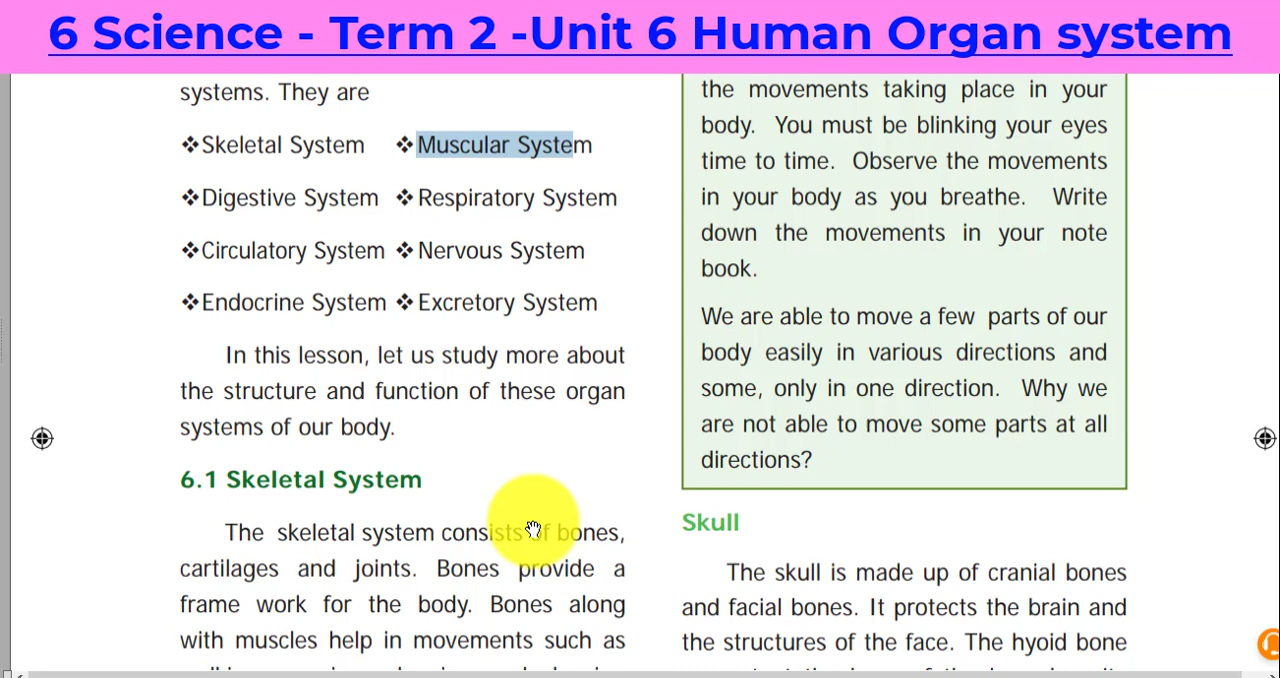 6 Science - Term 2 -Unit 6 Human Organ system
systems. They are
❖Skeletal System ❖Muscular System
❖Digestive System ❖Respiratory System
❖Circulatory System ❖Nervous System
❖Endocrine System ❖Excretory System
In this lesson, let us study more about
the structure and function of these organ
systems of our body.
6.1 Skeletal System
The skeletal system consists of bones,
cartilages and joints. Bones provide a
frame work for the body. Bones along
with muscles help in movements such as
the movements taking place in your
body. You must be blinking your eyes
time to time. Observe the movements
in your body as you breathe. Write
down the movements in your note
book.
We are able to move a few parts of our
body easily in various directions and
some, only in one direction. Why we
are not able to move some parts at all
directions?
Skull
The skull is made up of cranial bones
and facial bones. It protects the brain and
the structures of the face. The hyoid bone